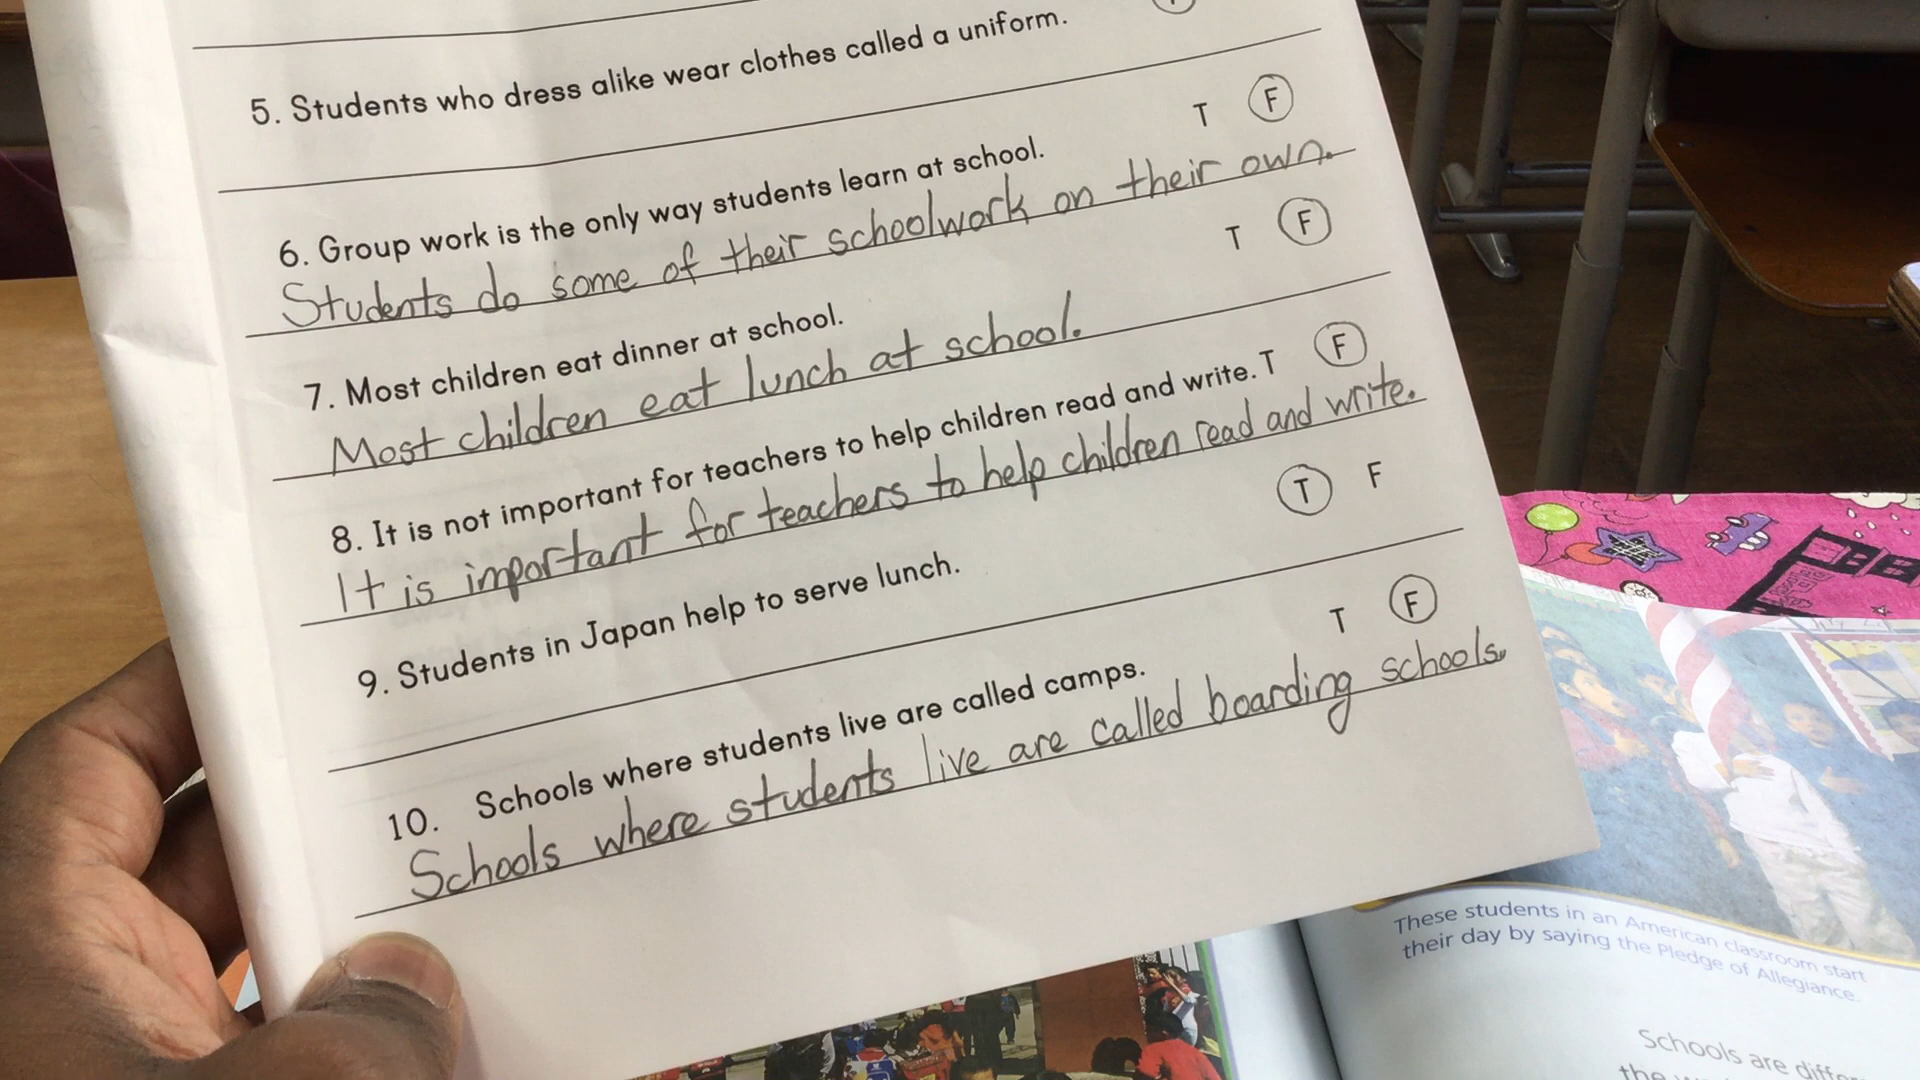 5. Students who dress alike wear clothes called a uniform.
T F
6. Group work is the only way students learn at school.
Students do some of their schoolwork on their own.
T F
7. Most children eat dinner at school.
Most children eat lunch at school.
8. It is not important for teachers to help children read and write. T F
It is important for teachers to help children read and write.
T F
9. Students in Japan help to serve lunch.
T F
10. Schools where students live are called camps.
Schools where students live are called boarding schools.
These students in an American classroom start
their day by saying the Pledge of Allegiance.
Schools are
the